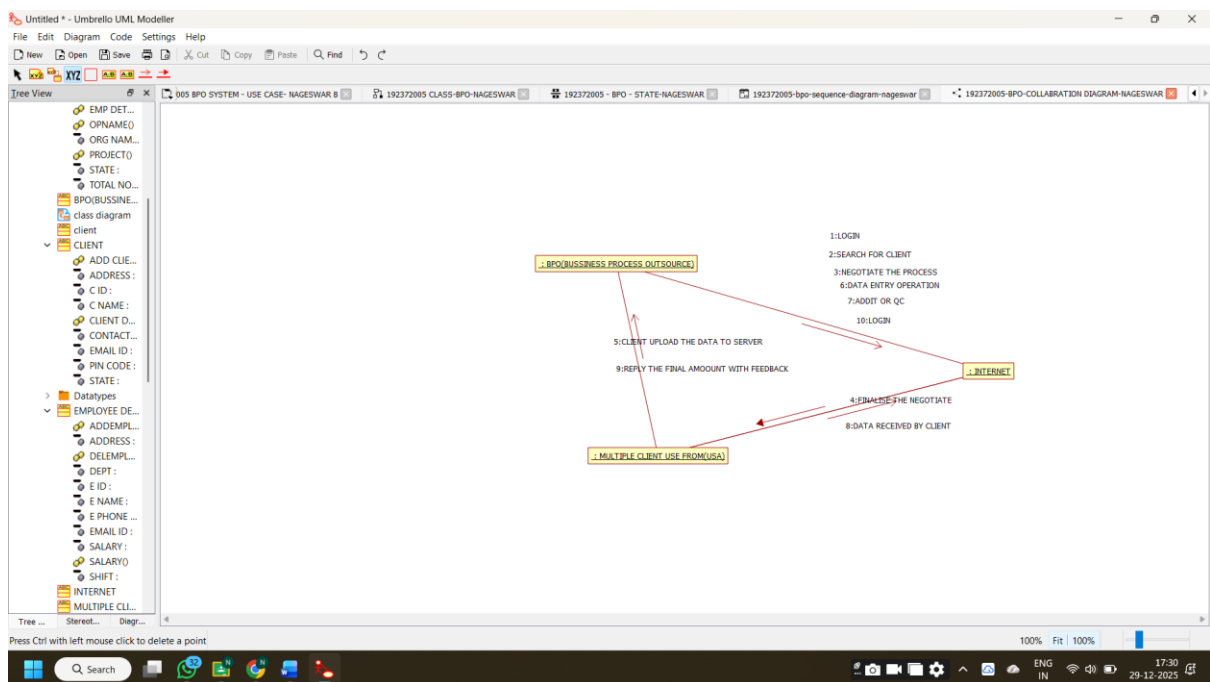 Untitled * - Umbrello UML Modeller
File Edit Diagram Code Settings Help
New Open Save Cut Copy Paste Find
XYZ XYZ A:B A:B
Tree View
005 BPO SYSTEM - USE CASE- NAGESWAR B 192372005 CLASS-BPO-NAGESWAR 192372005 - BPO - STATE-NAGESWAR 192372005-bpo-sequence-diagram-nageswar 192372005-BPO-COLLABRATION DIAGRAM-NAGESWAR
EMP DET...
OPNAME()
ORG NAM...
PROJECT()
STATE :
TOTAL NO...
BPO(BUSSINE...
class diagram
client
CLIENT
ADD CLIE...
ADDRESS :
C ID :
C NAME :
CLIENT D...
CONTACT...
EMAIL ID :
PIN CODE :
STATE :
Datatypes
EMPLOYEE DE...
ADDEMPL...
ADDRESS :
DELEMPL...
DEPT :
E ID :
E NAME :
E PHONE ...
EMAIL ID :
SALARY :
SALARY()
SHIFT :
INTERNET
MULTIPLE CLI...
Tree ... Stereot... Diagr...
: BPO(BUSSINESS PROCESS OUTSOURCE)
1:LOGIN
2:SEARCH FOR CLIENT
3:NEGOTIATE THE PROCESS
6:DATA ENTRY OPERATION
7:ADDIT OR QC
10:LOGIN
5:CLIENT UPLOAD THE DATA TO SERVER
9:REPLY THE FINAL AMOOUNT WITH FEEDBACK
: INTERNET
4:FINALISE THE NEGOTIATE
8:DATA RECEIVED BY CLIENT
: MULTIPLE CLIENT USE FROM(USA)
Press Ctrl with left mouse click to delete a point
100% Fit 100%
Search
32
N
N
ENG
IN
17:30
29-12-2025